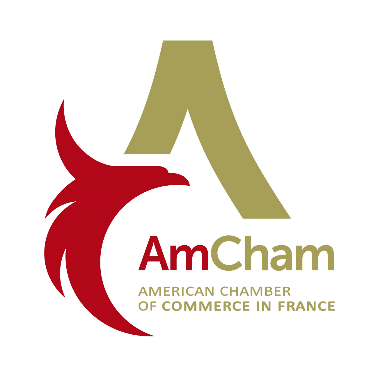 AmCham
AMERICAN CHAMBER
OF COMMERCE IN FRANCE